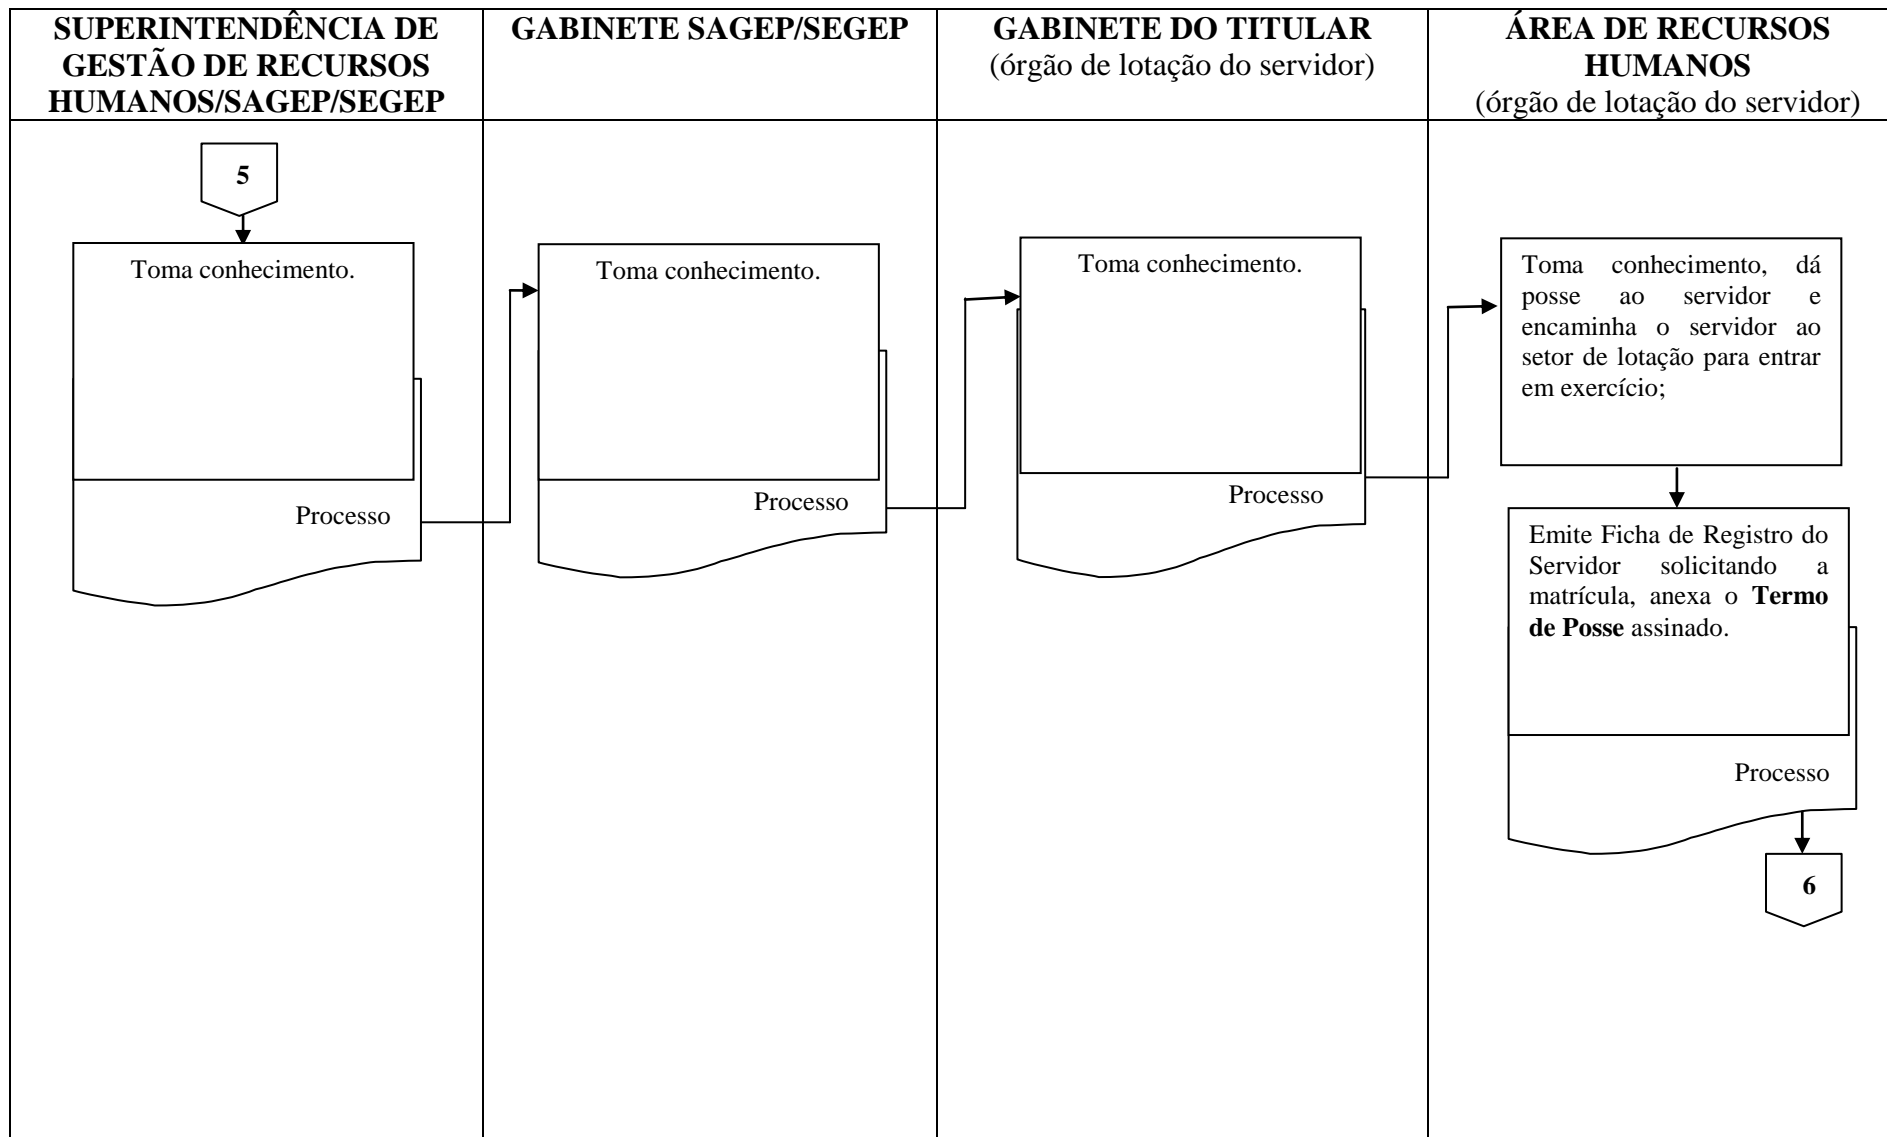 SUPERINTENDÊNCIA DE
GESTÃO DE RECURSOS
HUMANOS/SAGEP/SEGEP
GABINETE SAGEP/SEGEP
GABINETE DO TITULAR
(órgão de lotação do servidor)
ÁREA DE RECURSOS
HUMANOS
(órgão de lotação do servidor)
5
Toma conhecimento.
Processo
Toma conhecimento.
Processo
Toma conhecimento.
Processo
Toma conhecimento, dá
posse ao servidor e
encaminha o servidor ao
setor de lotação para entrar
em exercício;
Emite Ficha de Registro do
Servidor solicitando a
matrícula, anexa o Termo
de Posse assinado.
Processo
6